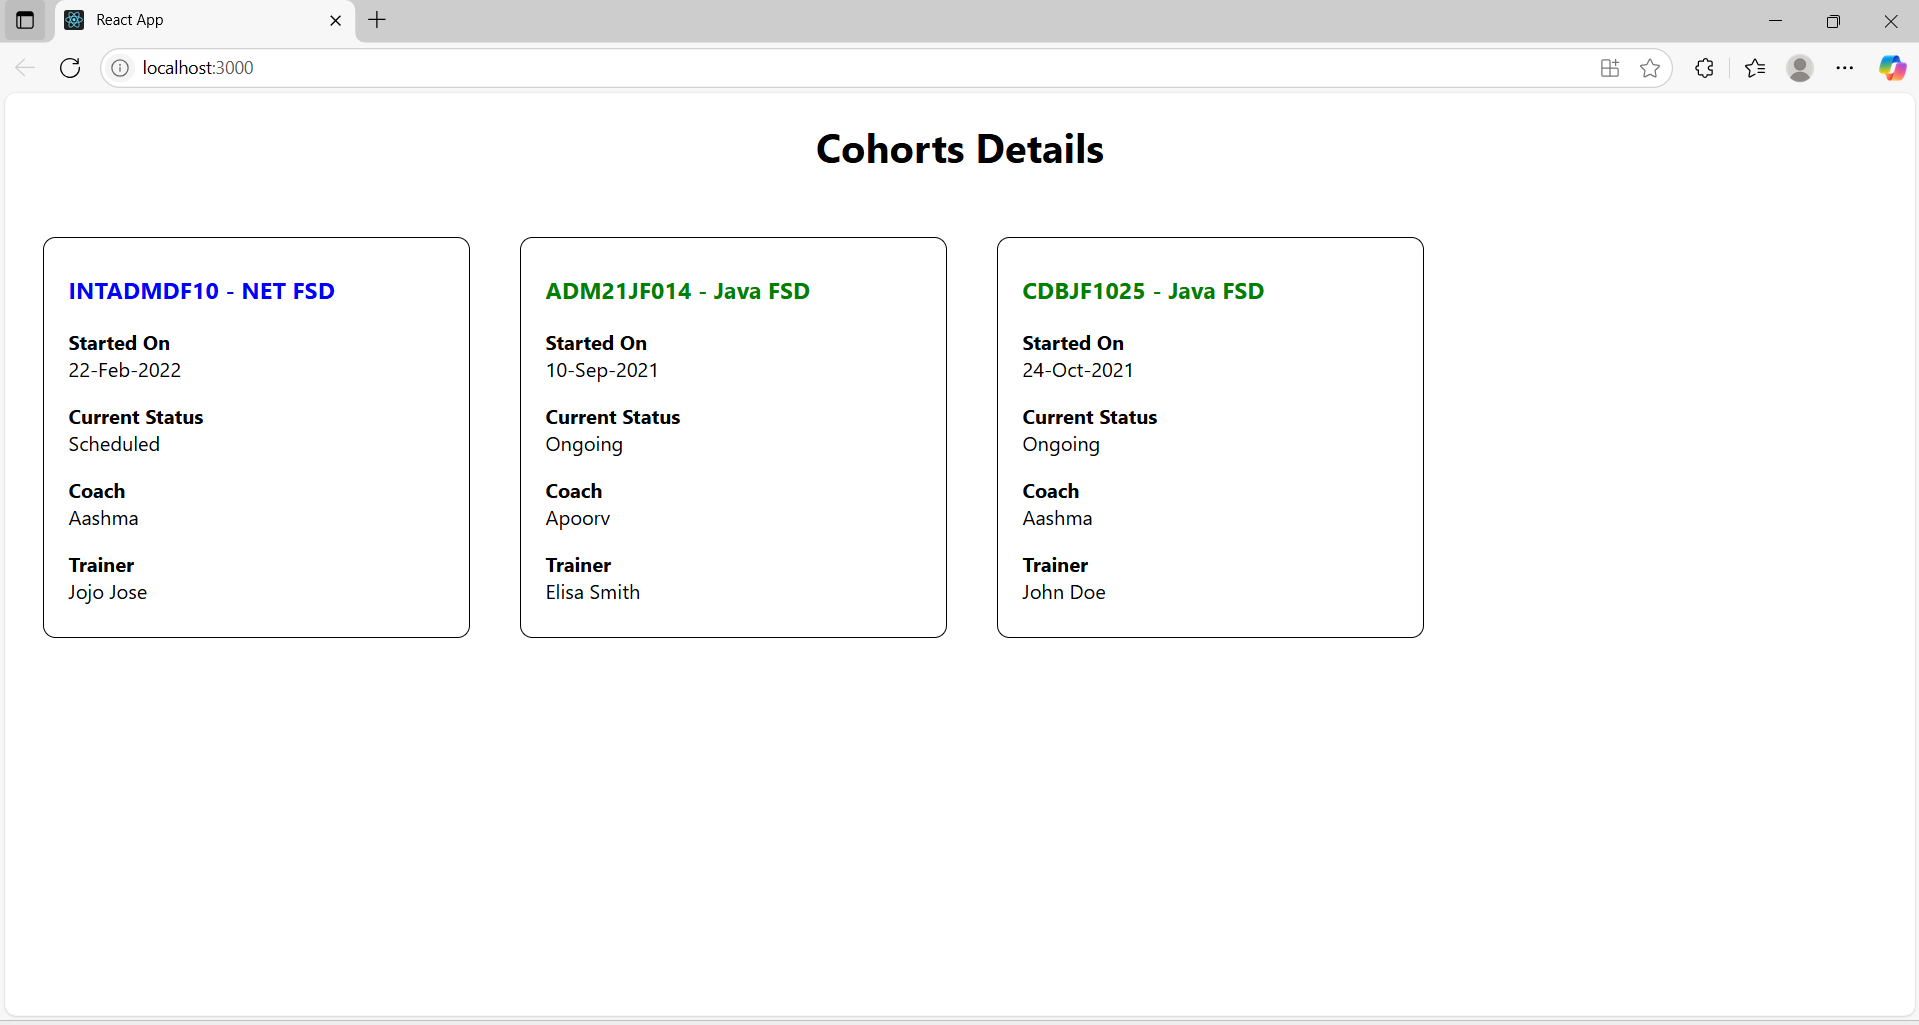 React App
localhost:3000
Cohorts Details
INTADMDF10 - NET FSD
Started On
22-Feb-2022
Current Status
Scheduled
Coach
Aashma
Trainer
Jojo Jose
ADM21JF014 - Java FSD
Started On
10-Sep-2021
Current Status
Ongoing
Coach
Apoorv
Trainer
Elisa Smith
CDBJF1025 - Java FSD
Started On
24-Oct-2021
Current Status
Ongoing
Coach
Aashma
Trainer
John Doe